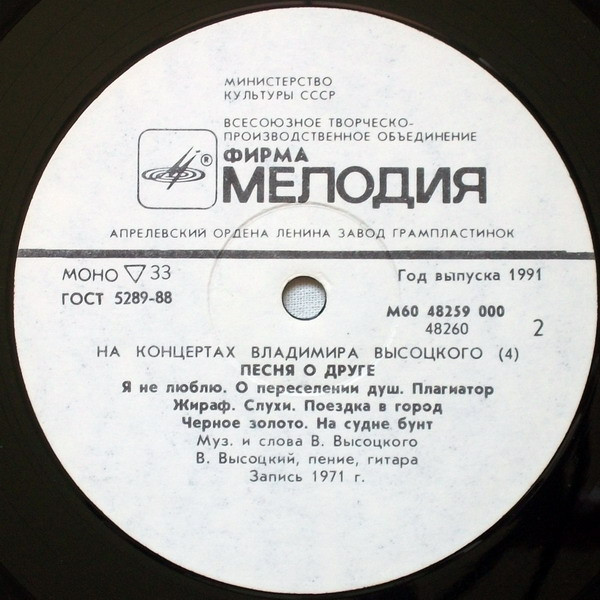 МИНИСТЕРСТВО
КУЛЬТУРЫ СССР
ВСЕСОЮЗНОЕ ТВОРЧЕСКО-
ПРОИЗВОДСТВЕННОЕ ОБЪЕДИНЕНИЕ
®
ФИРМА
МЕЛОДИЯ
АПРЕЛЕВСКИЙ ОРДЕНА ЛЕНИНА ЗАВОД ГРАМПЛАСТИНОК
МОНО ▽ 33
Год выпуска 1991
ГОСТ 5289-88
М60 48259 000
48260
2
НА КОНЦЕРТАХ ВЛАДИМИРА ВЫСОЦКОГО (4)
ПЕСНЯ О ДРУГЕ
Я не люблю. О переселении душ. Плагиатор
Жираф. Слухи. Поездка в город
Черное золото. На судне бунт
Муз. и слова В. Высоцкого
В. Высоцкий, пение, гитара
Запись 1971 г.